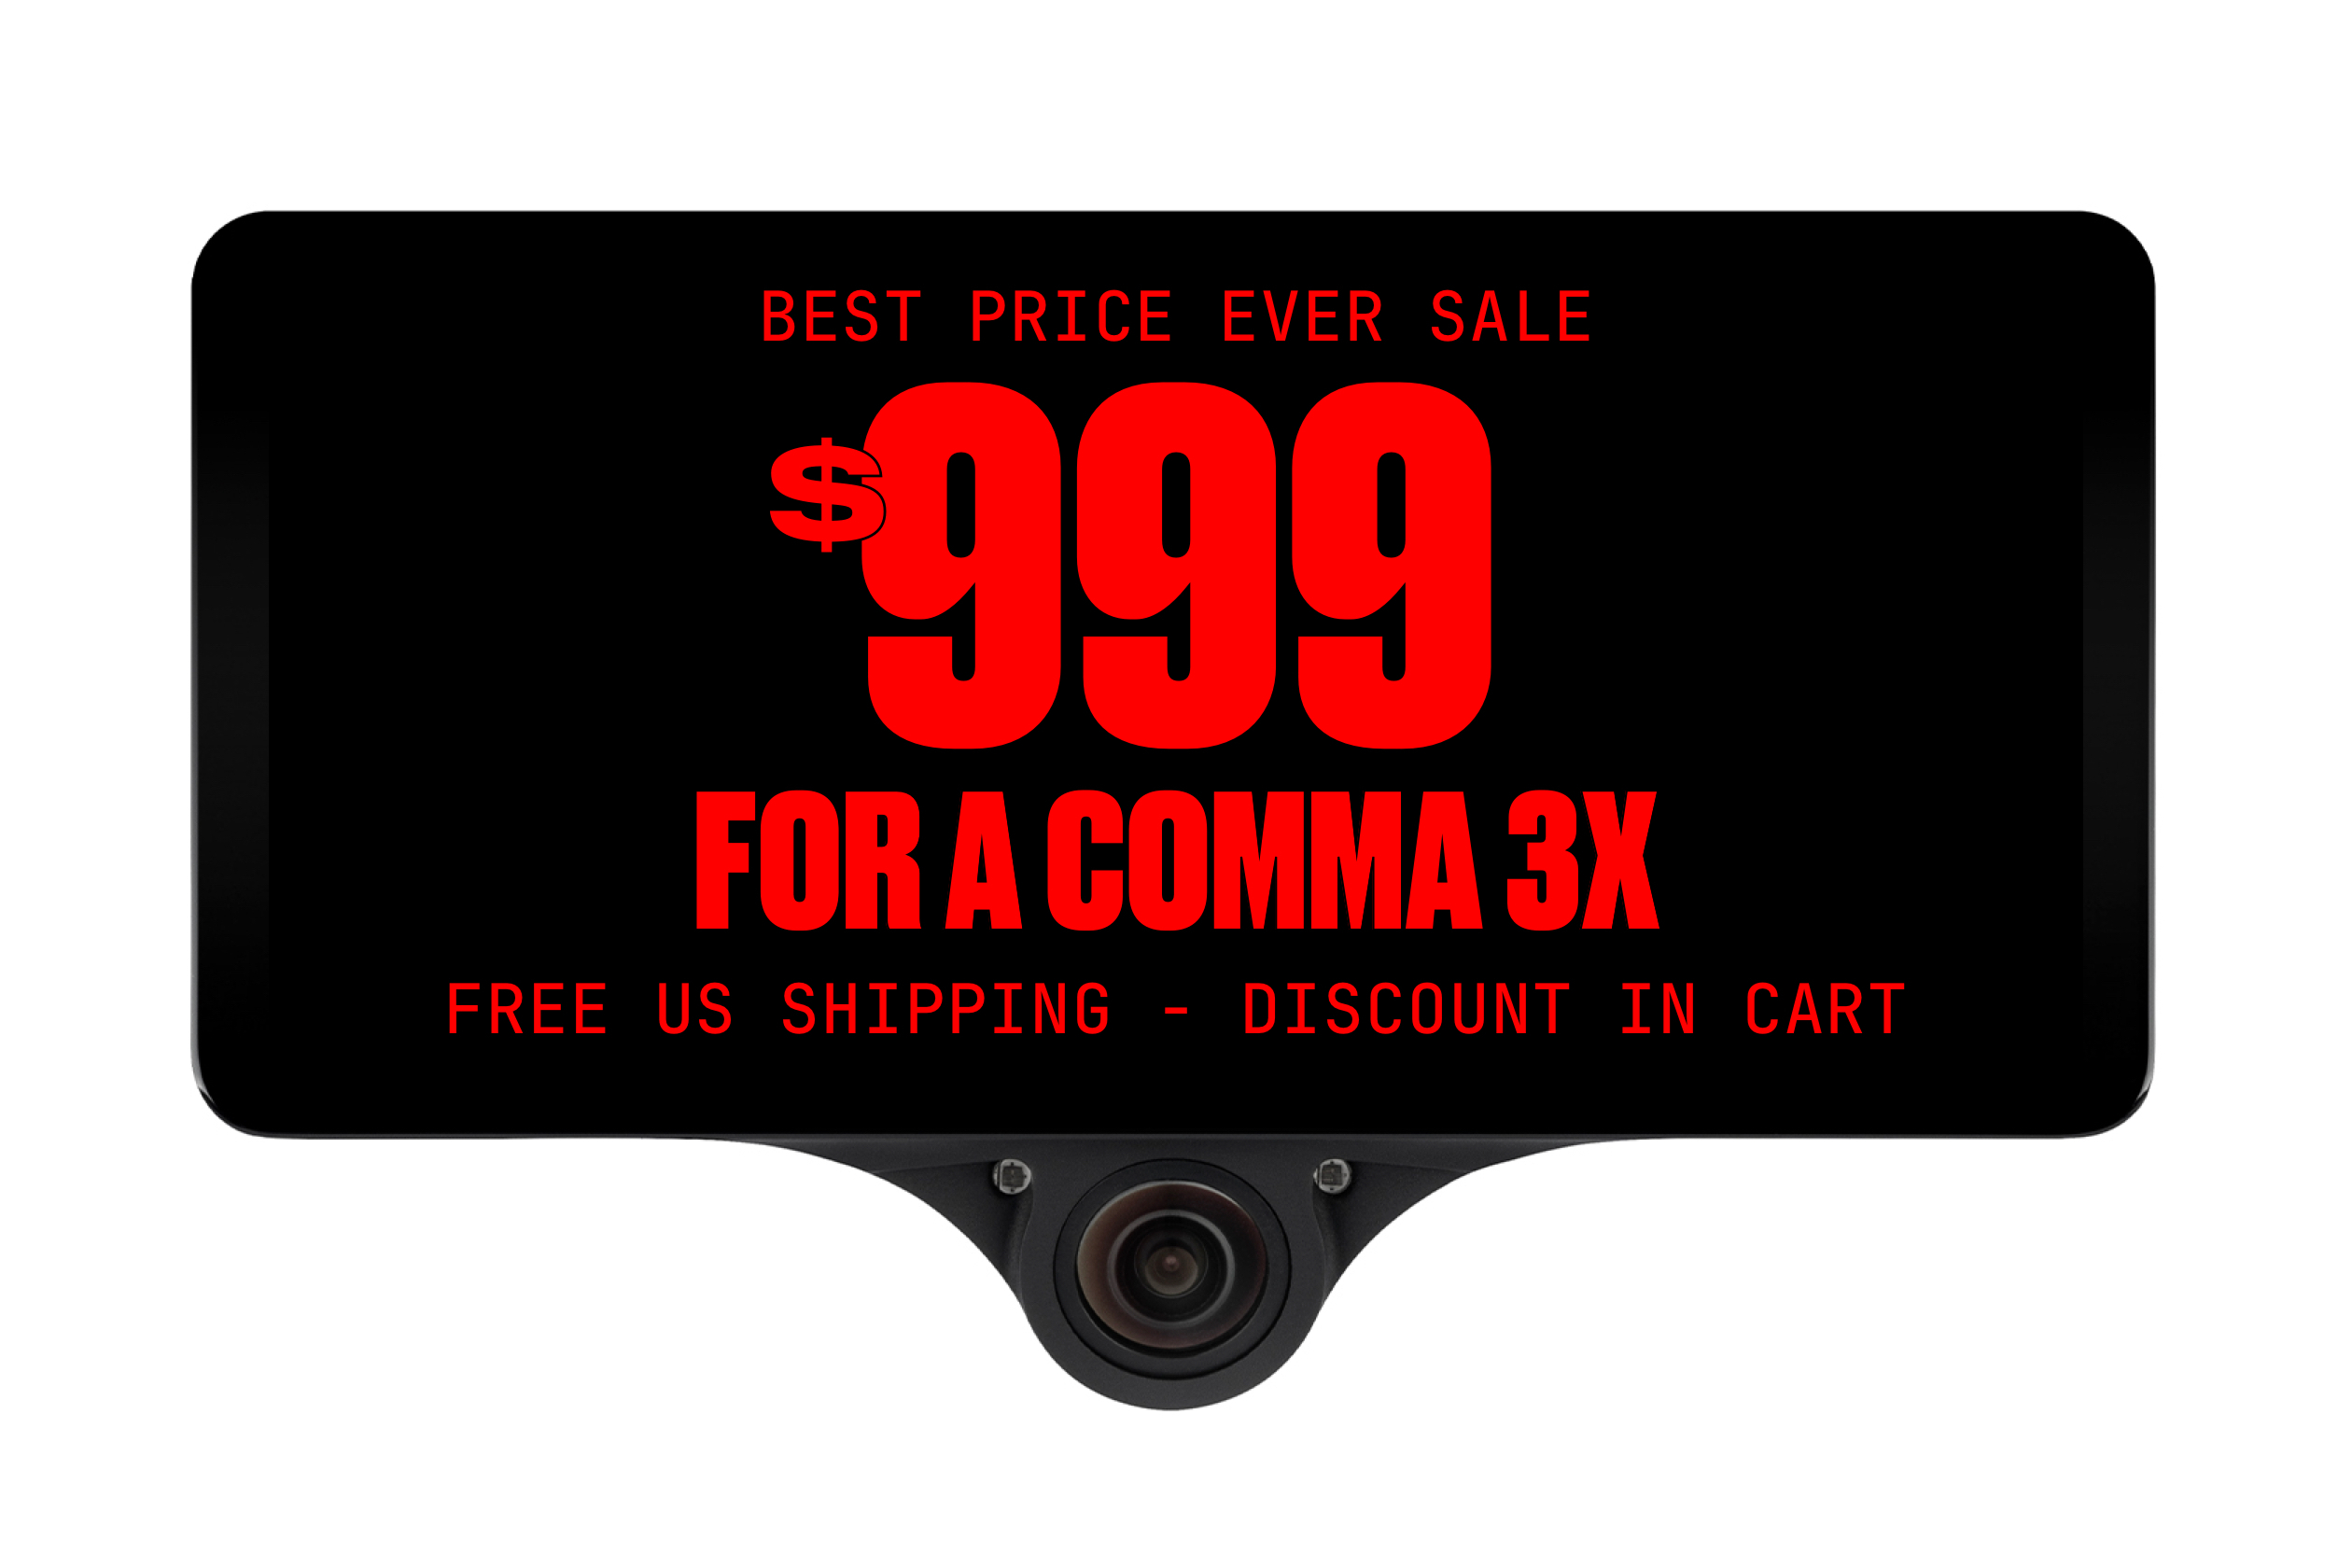 BEST PRICE EVER SALE
$999
FOR A COMMA 3X
FREE US SHIPPING - DISCOUNT IN CART